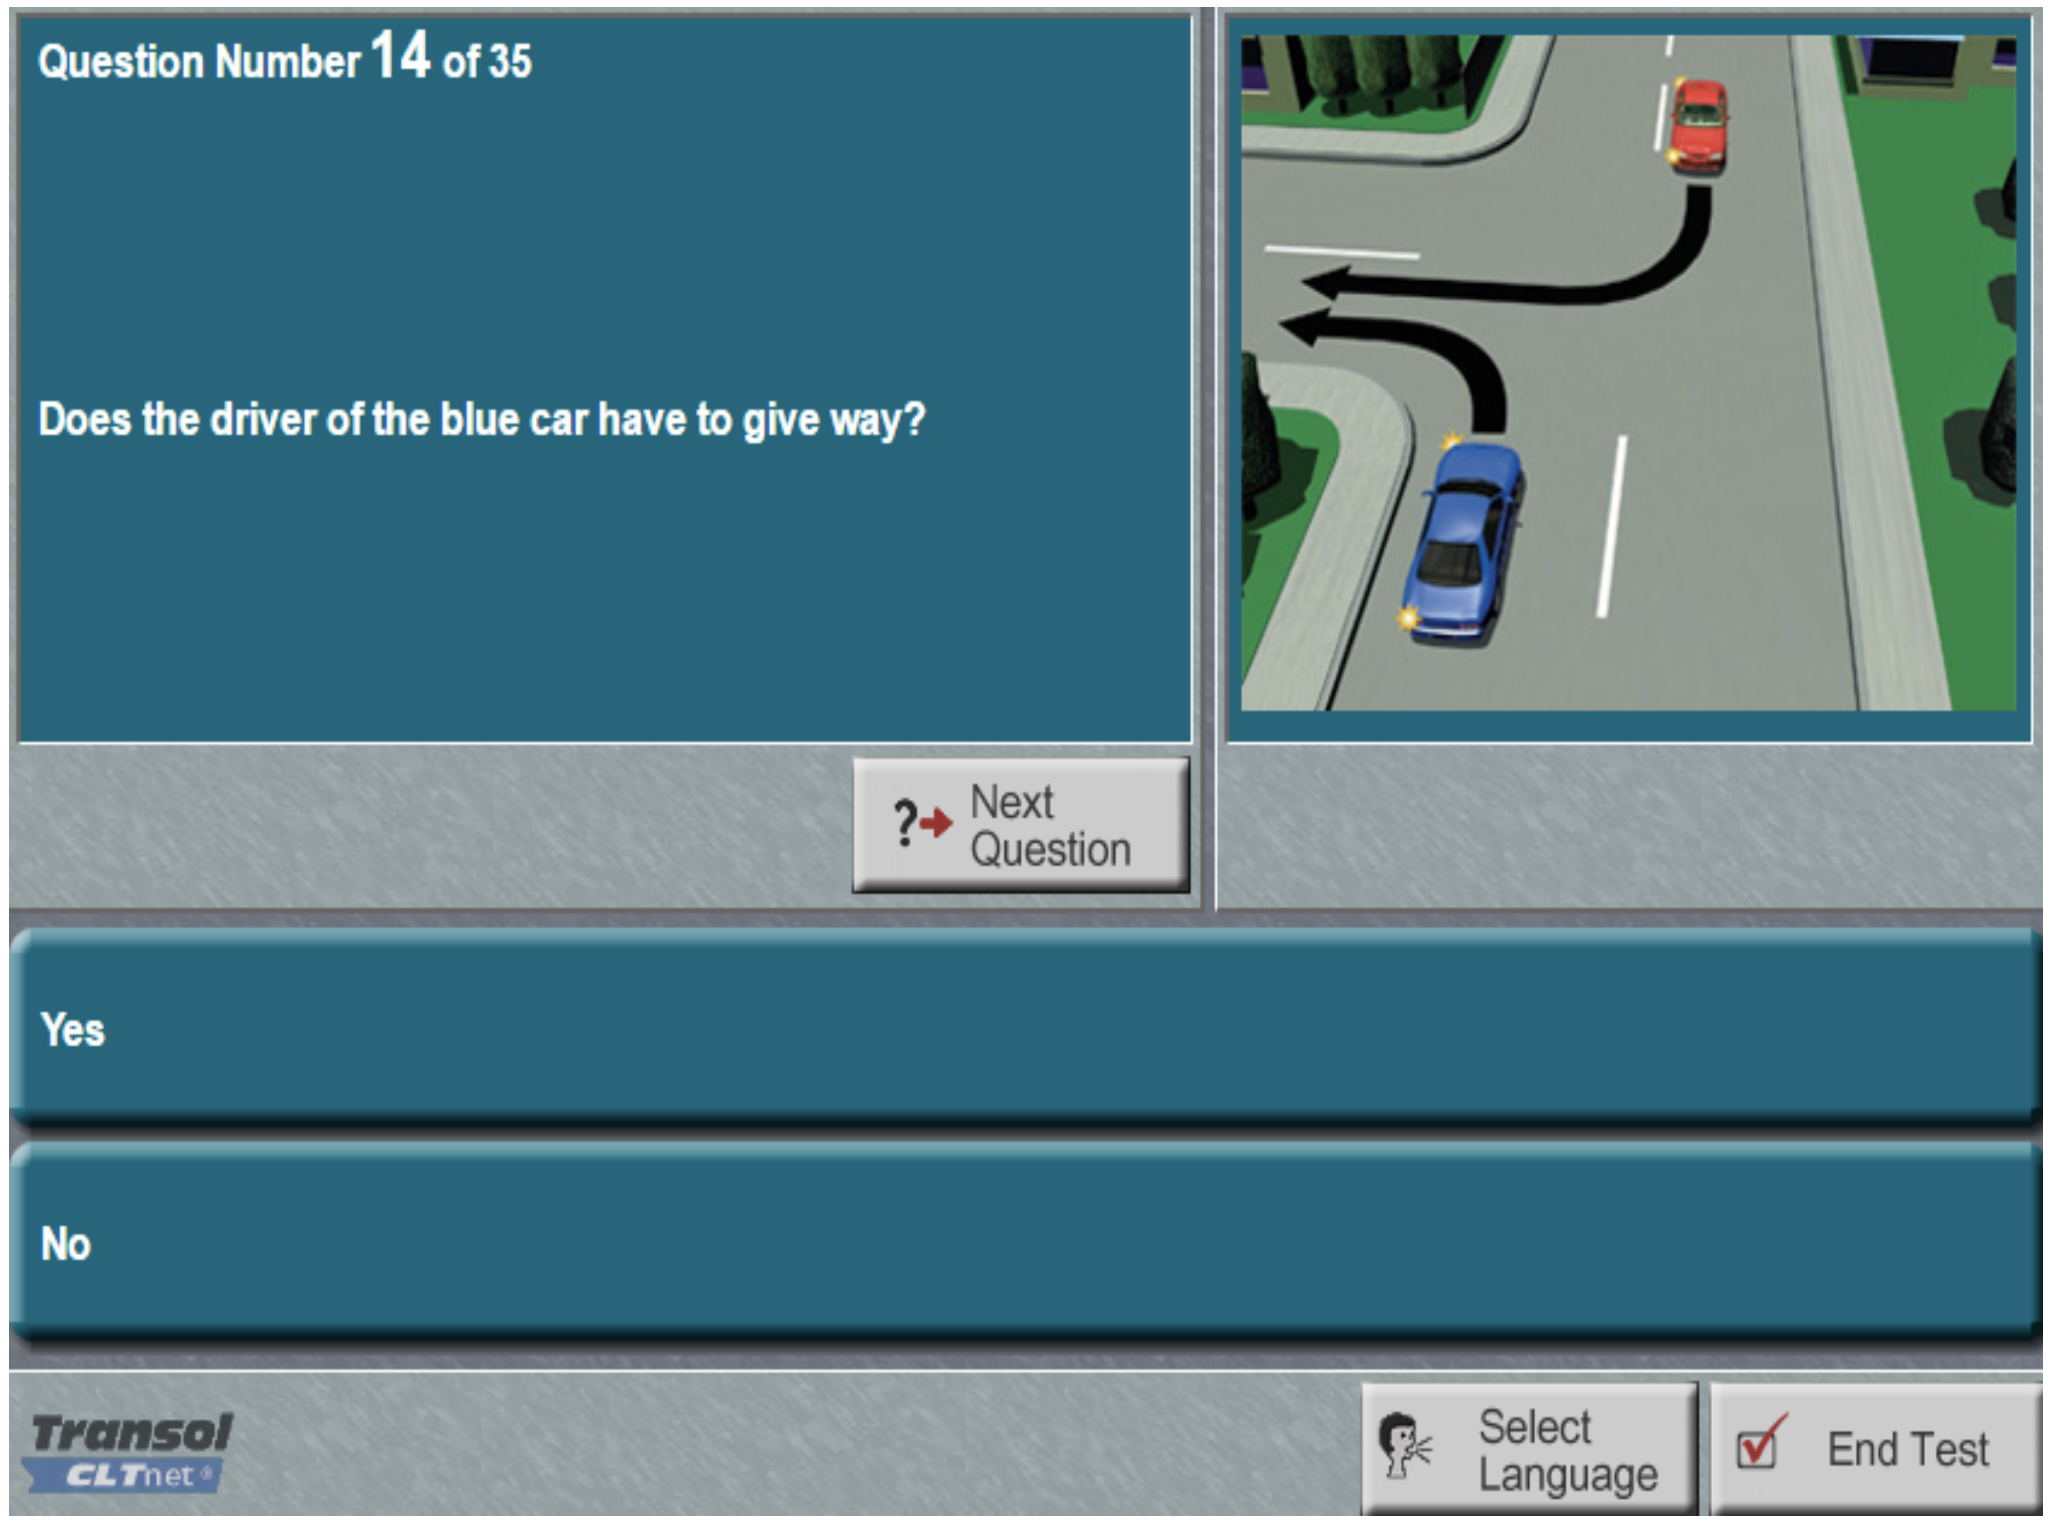 Question Number 14 of 35
Does the driver of the blue car have to give way?
Next
Question
Yes
No
Transol
CLTnet®
Select
Language
End Test